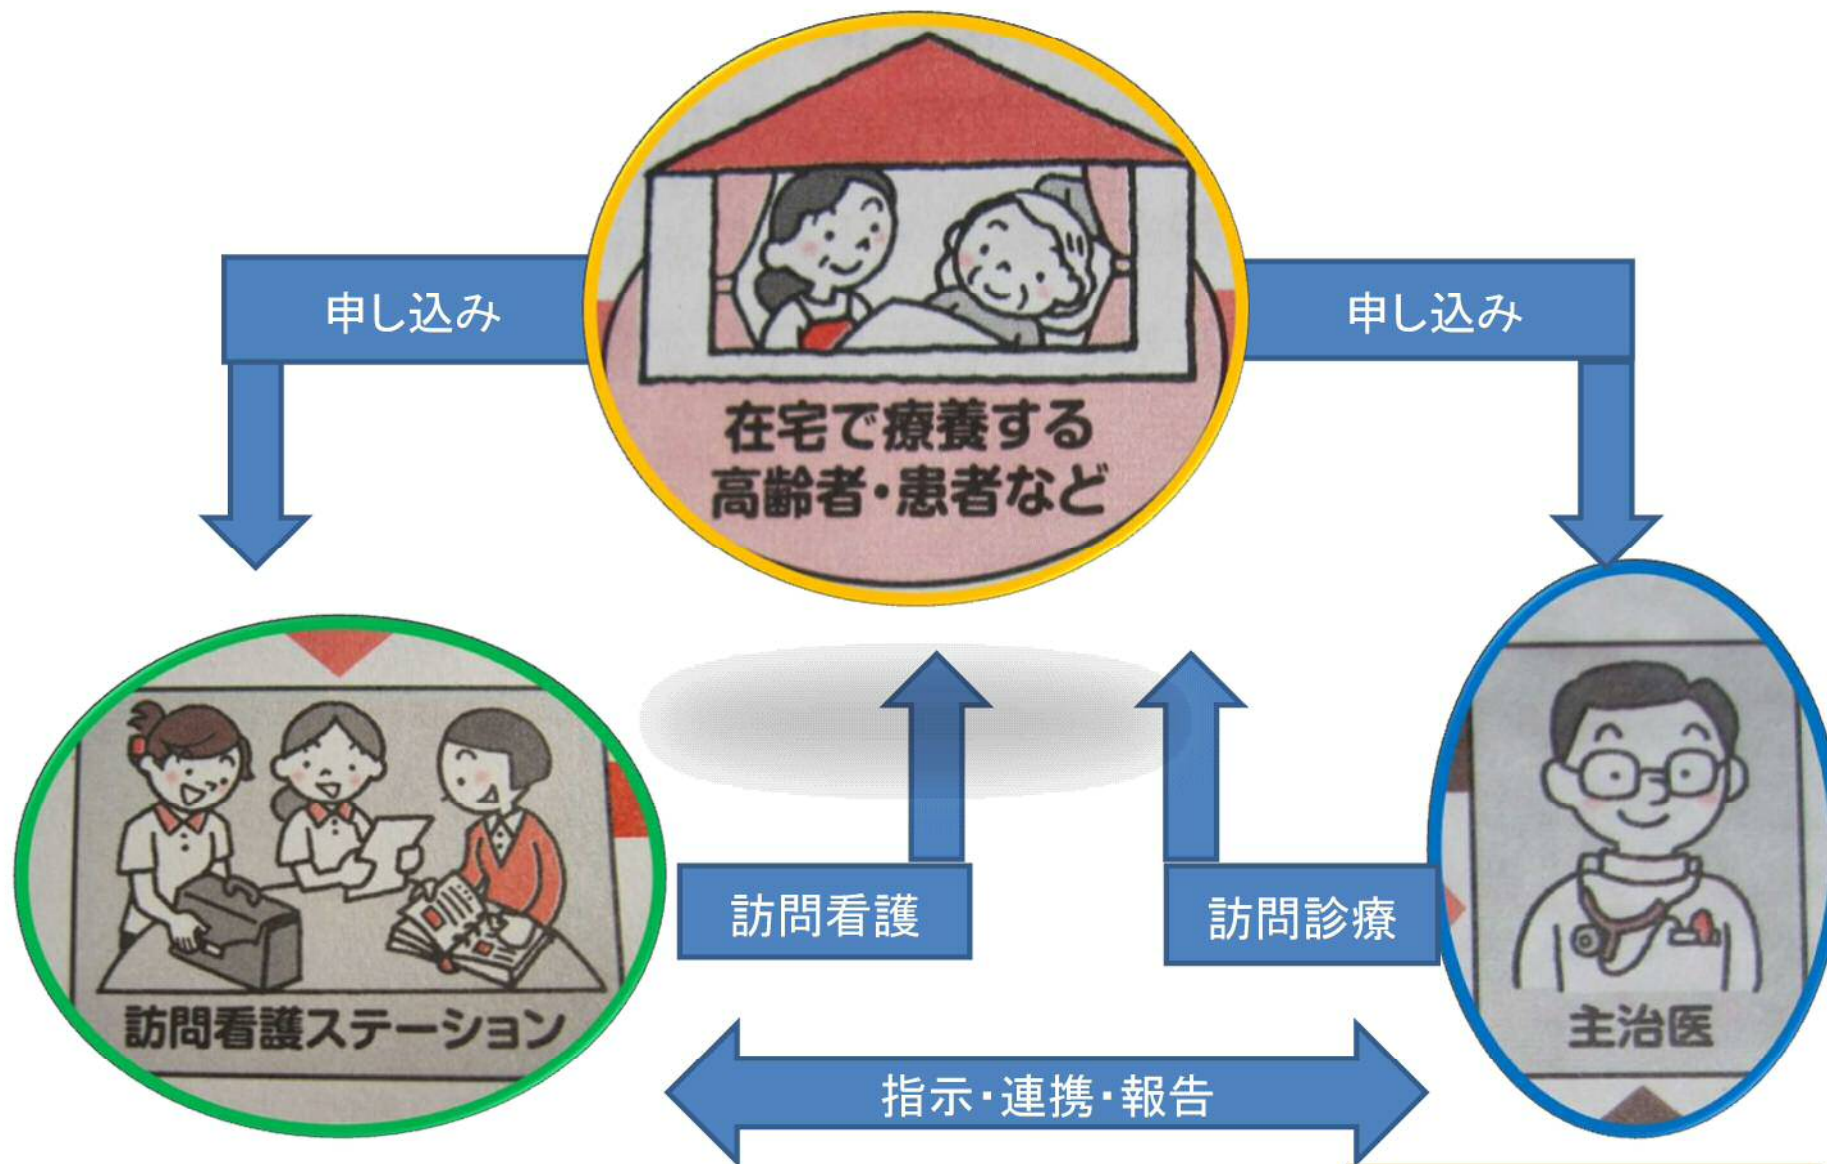 申し込み
申し込み
在宅で療養する
高齢者・患者など
訪問看護
訪問診療
訪問看護ステーション
主治医
指示・連携・報告